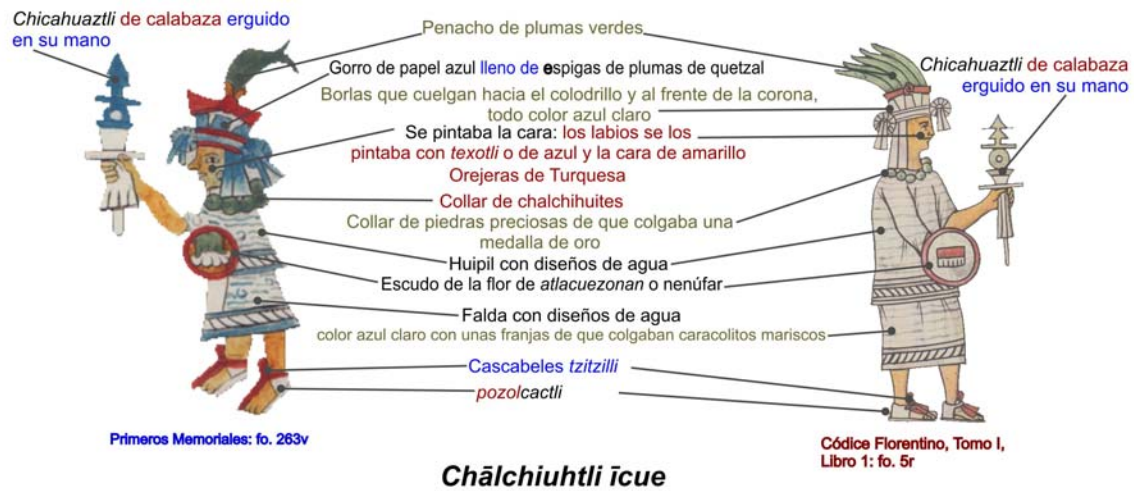 Chicahuaztli de calabaza erguido
en su mano
Penacho de plumas verdes
Gorro de papel azul lleno de espigas de plumas de quetzal
Borlas que cuelgan hacia el colodrillo y al frente de la corona,
todo color azul claro
Chicahuaztli de calabaza
erguido en su mano
Se pintaba la cara: los labios se los
pintaba con texotli o de azul y la cara de amarillo
Orejeras de Turquesa
Collar de chalchihuites
Collar de piedras preciosas de que colgaba una
medalla de oro
Huipil con diseños de agua
Escudo de la flor de atlacuezonan o nenúfar
Falda con diseños de agua
color azul claro con unas franjas de que colgaban caracolitos mariscos
Cascabeles tzitzilli
pozolcactli
Primeros Memoriales: fo. 263v
Códice Florentino, Tomo I,
Libro 1: fo. 5r
Chālchiuhtli īcue